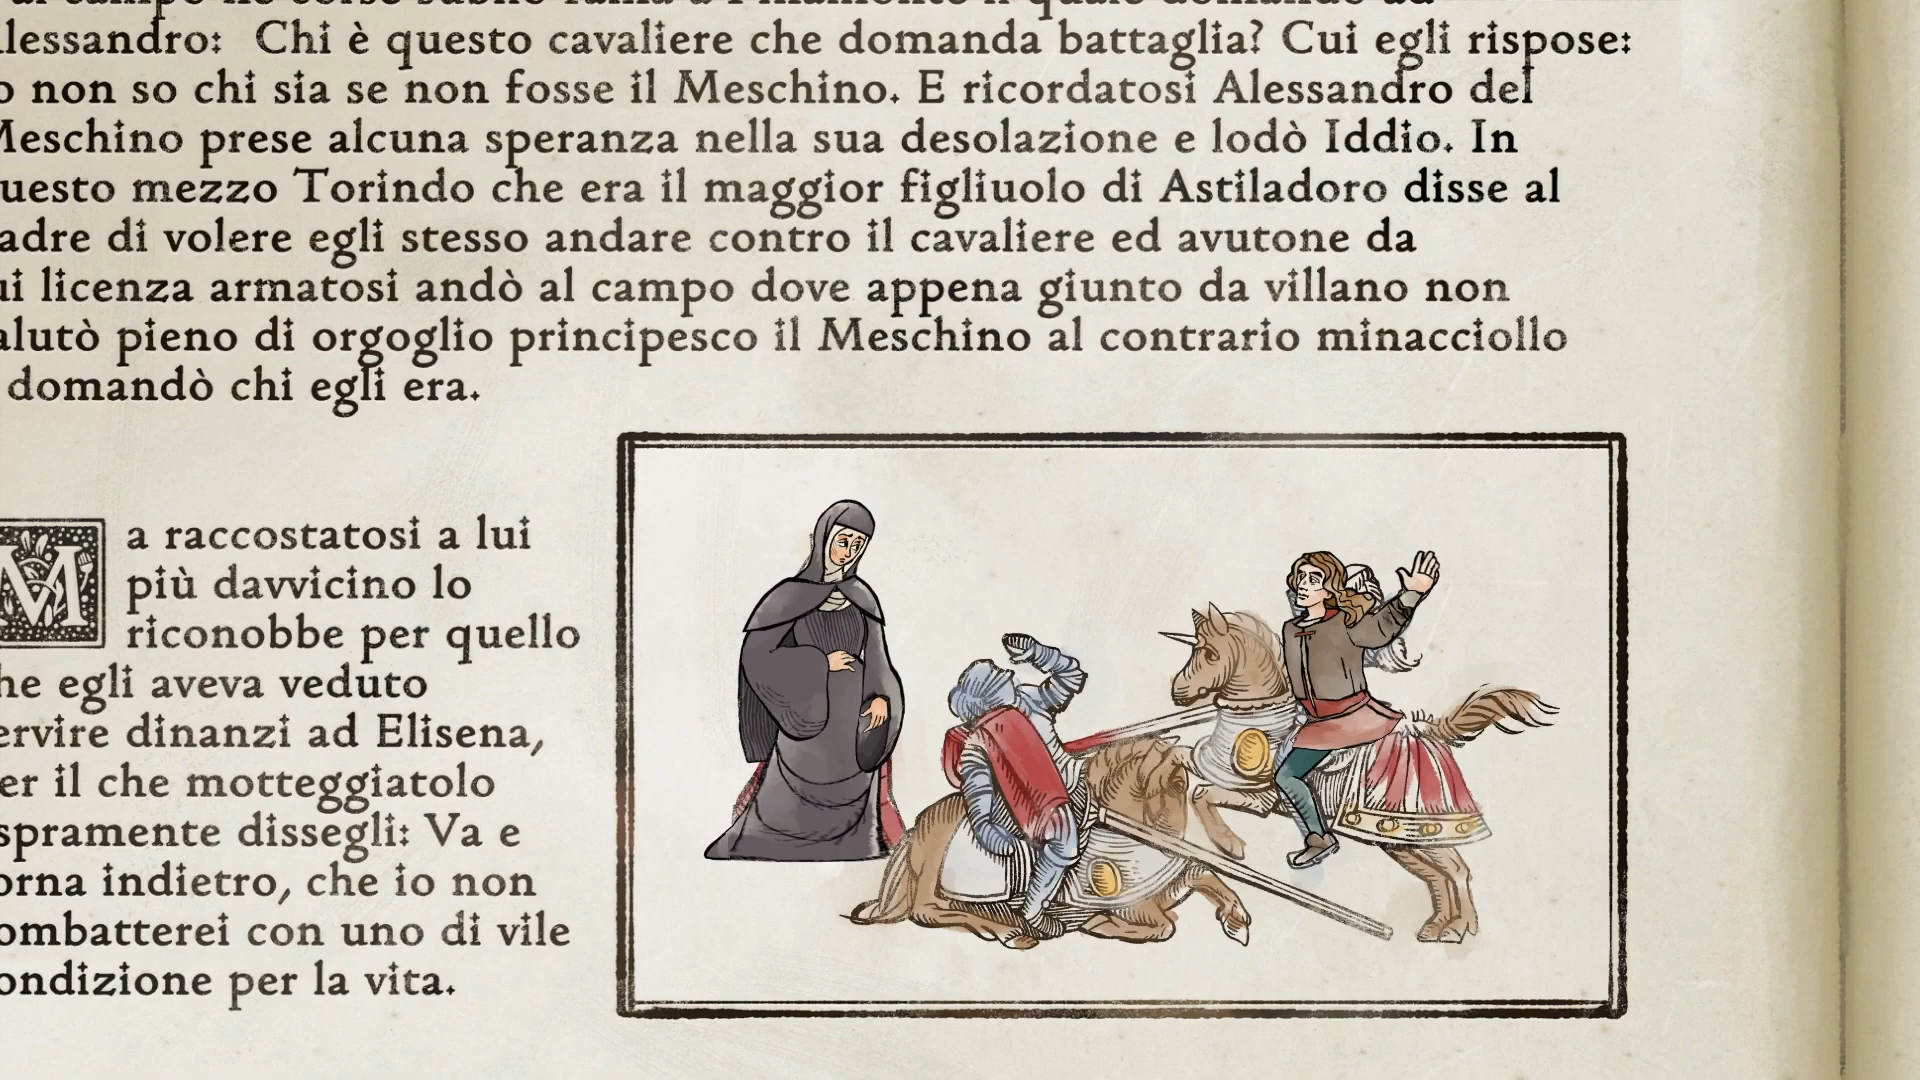 lessandro: Chi è questo cavaliere che domanda battaglia? Cui egli rispose:
o non so chi sia se non fosse il Meschino. E ricordatosi Alessandro del
Meschino prese alcuna speranza nella sua desolazione e lodò Iddio. In
uesto mezzo Torindo che era il maggior figliuolo di Astiladoro disse al
adre di volere egli stesso andare contro il cavaliere ed avutone da
ui licenza armatosi andò al campo dove appena giunto da villano non
alutò pieno di orgoglio principesco il Meschino al contrario minacciollo
domandò chi egli era.
Ma raccostatosi a lui
più davvicino lo
riconobbe per quello
he egli aveva veduto
ervire dinanzi ad Elisena,
er il che motteggiatolo
spramente dissegli: Va e
orna indietro, che io non
ombatterei con uno di vile
ondizione per la vita.